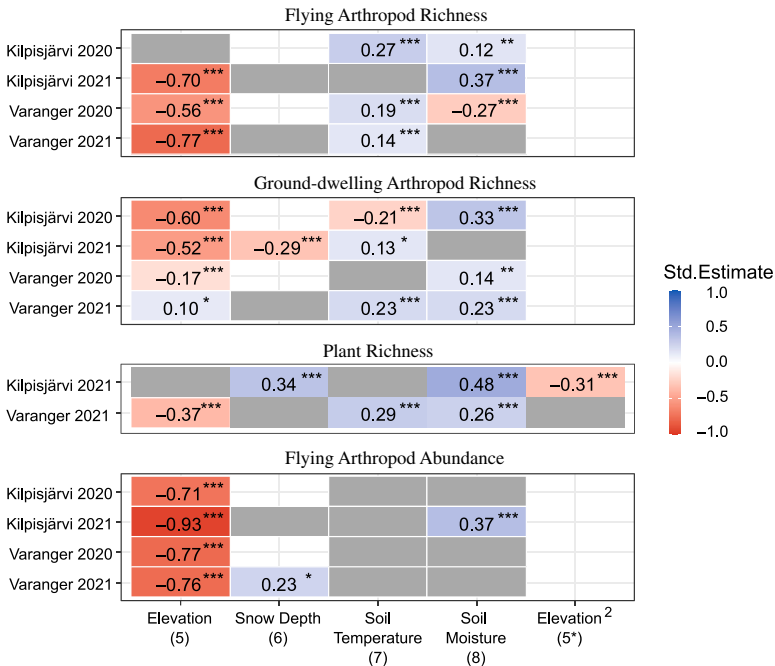 Flying Arthropod Richness
Kilpisjärvi 2020 0.27 *** 0.12 **
Kilpisjärvi 2021 −0.70 *** 0.37 ***
Varanger 2020 −0.56 *** 0.19 *** −0.27 ***
Varanger 2021 −0.77 *** 0.14 ***
Ground-dwelling Arthropod Richness
Kilpisjärvi 2020 −0.60 *** −0.21 *** 0.33 ***
Kilpisjärvi 2021 −0.52 *** −0.29 *** 0.13 *
Varanger 2020 −0.17 *** 0.14 **
Varanger 2021 0.10 * 0.23 *** 0.23 ***
Plant Richness
Kilpisjärvi 2021 0.34 *** 0.48 *** −0.31 ***
Varanger 2021 −0.37 *** 0.29 *** 0.26 ***
Flying Arthropod Abundance
Kilpisjärvi 2020 −0.71 ***
Kilpisjärvi 2021 −0.93 *** 0.37 ***
Varanger 2020 −0.77 ***
Varanger 2021 −0.76 *** 0.23 *
Elevation Snow Depth Soil Soil Elevation²
(5) (6) Temperature Moisture (5*)
(7) (8)
Std.Estimate
1.0
0.5
0.0
−0.5
−1.0